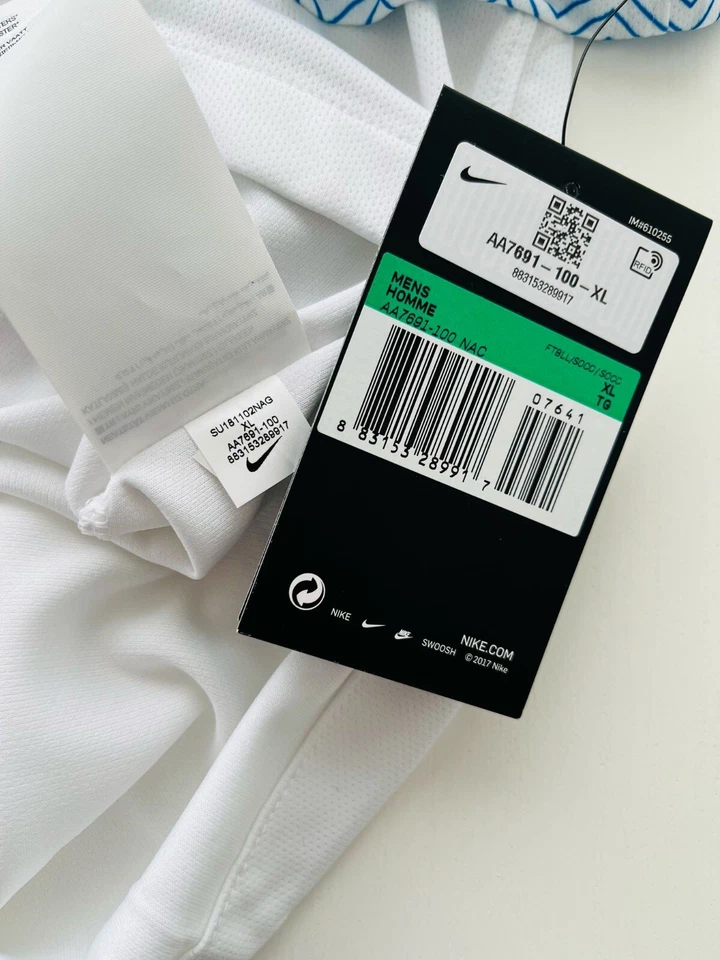 IM#610255
RFID
AA7691-100-XL
883153289917
MENS
HOMME
AA7691-100 NAC
FTBLL/SOCC/SOCC
XL
TG
07641
8 83153 28991 7
SU181102NAG
XL
AA7691-100
883153289917
NIKE
NIKE
SWOOSH
NIKE.COM
© 2017 Nike